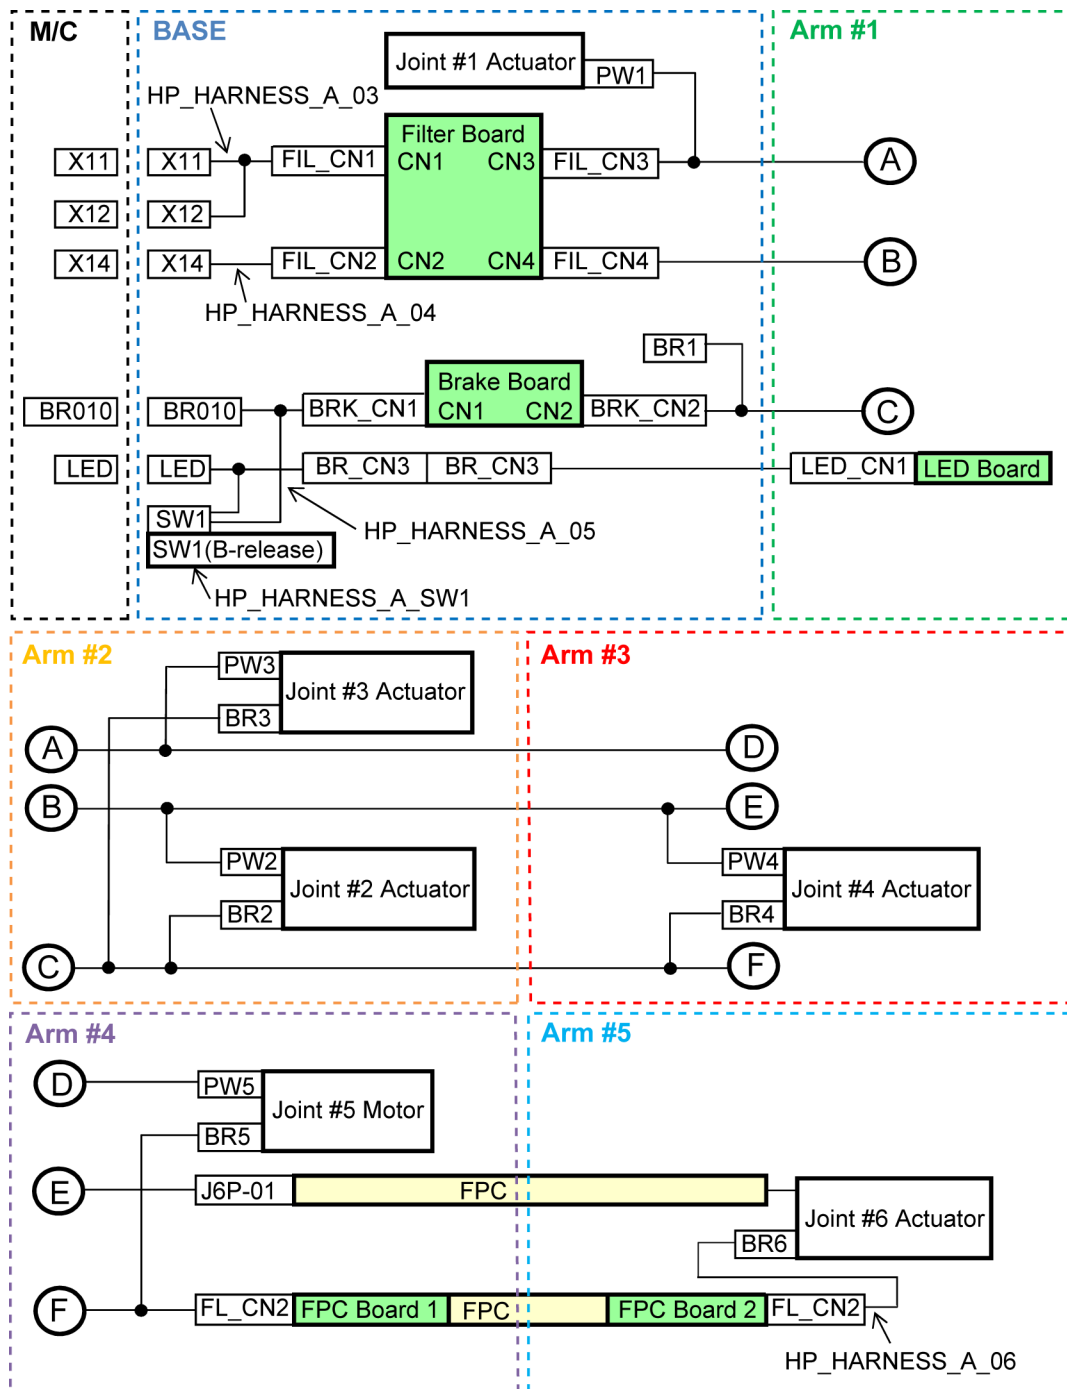 M/C
BASE
Arm #1
Joint #1 Actuator
PW1
HP_HARNESS_A_03
Filter Board
X11
X11
FIL_CN1
CN1
CN3
FIL_CN3
A
X12
X12
X14
X14
FIL_CN2
CN2
CN4
FIL_CN4
B
HP_HARNESS_A_04
BR1
Brake Board
BR010
BR010
BRK_CN1
CN1
CN2
BRK_CN2
C
LED
LED
BR_CN3
BR_CN3
LED_CN1
LED Board
SW1
HP_HARNESS_A_05
SW1(B-release)
HP_HARNESS_A_SW1
Arm #2
Arm #3
PW3
Joint #3 Actuator
BR3
A
D
B
E
PW2
Joint #2 Actuator
BR2
PW4
Joint #4 Actuator
BR4
C
F
Arm #4
Arm #5
D
PW5
Joint #5 Motor
BR5
E
J6P-01
FPC
Joint #6 Actuator
BR6
F
FL_CN2
FPC Board 1
FPC
FPC Board 2
FL_CN2
HP_HARNESS_A_06